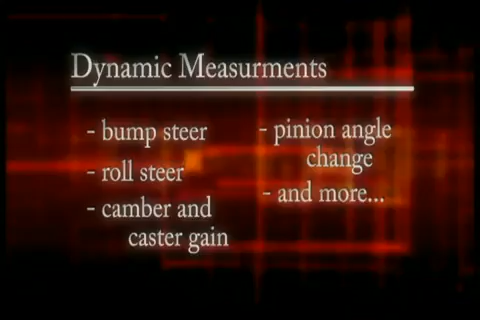 Dynamic Measurments
- bump steer
- roll steer
- camber and
caster gain
- pinion angle
change
- and more...